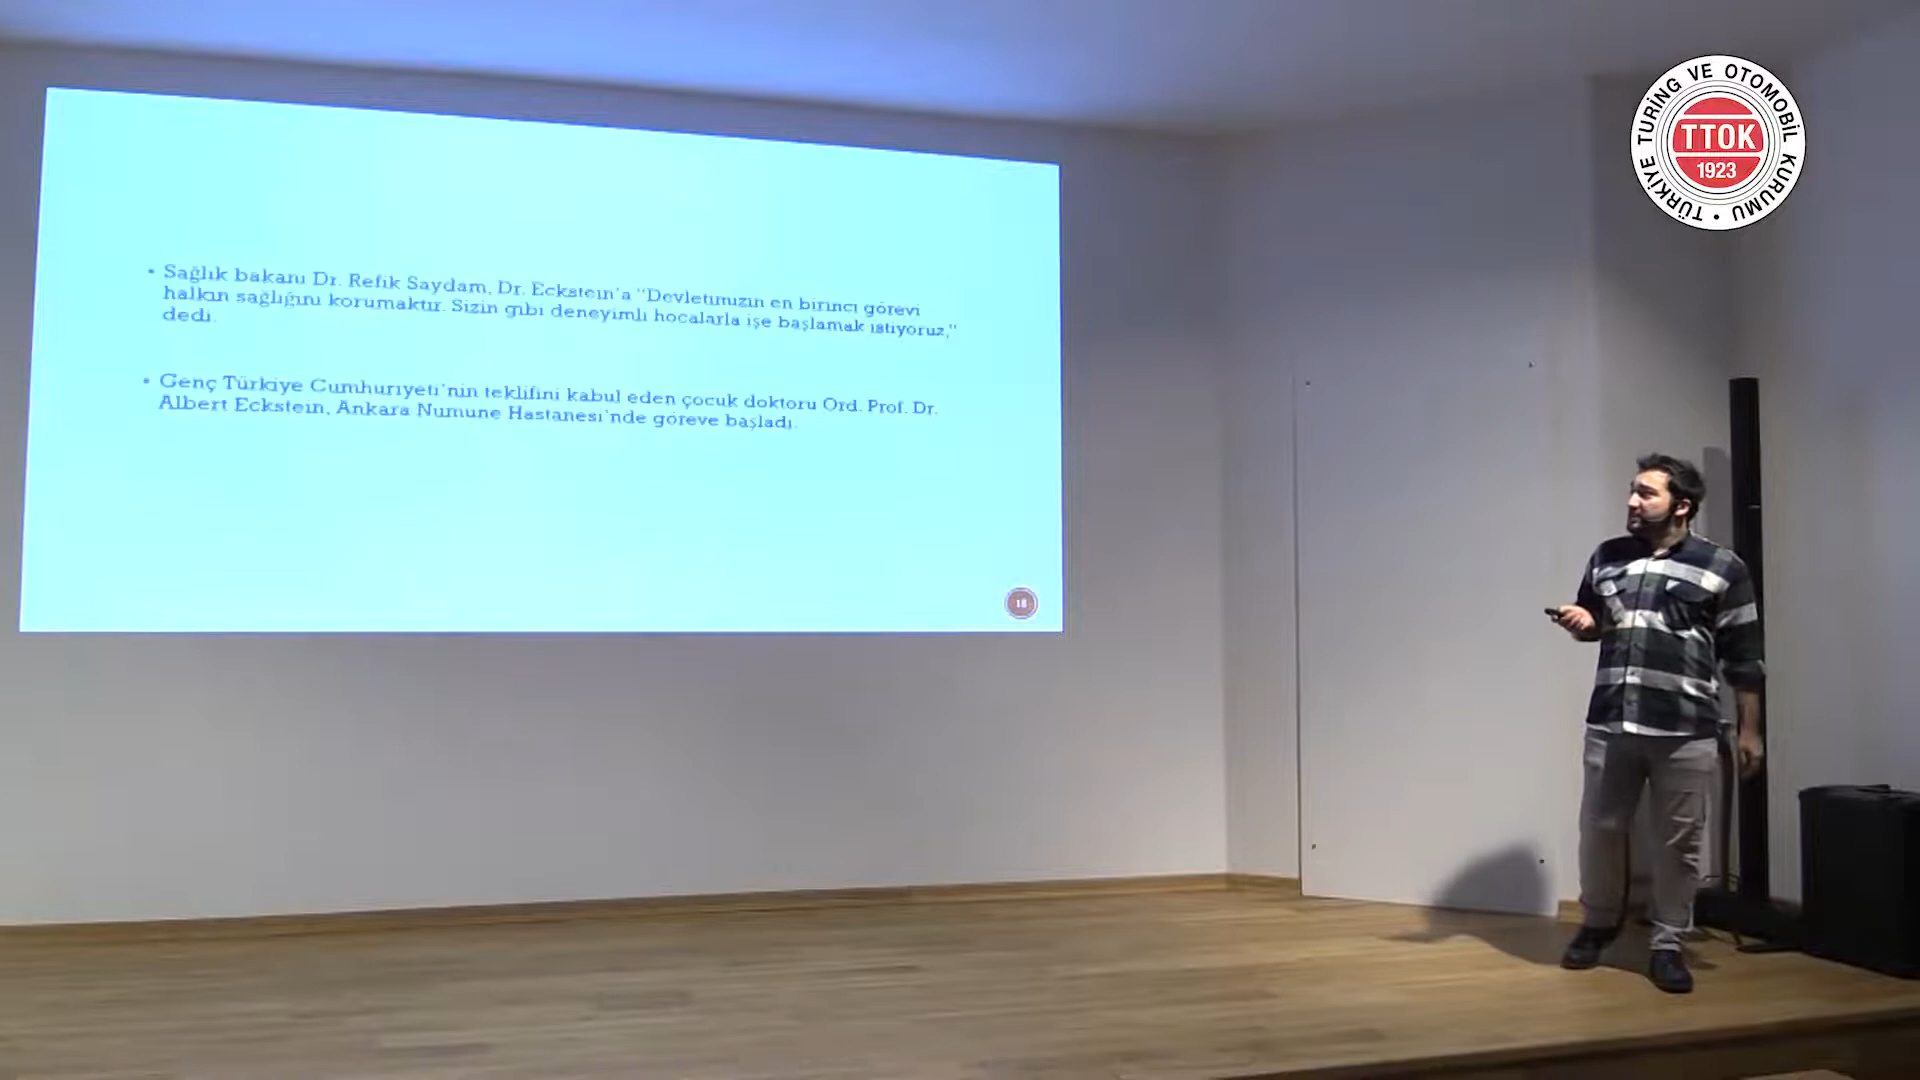 • Sağlık bakanı Dr. Refik Saydam, Dr. Eckstein'a "Devletimizin en birinci görevi
halkın sağlığını korumaktır. Sizin gibi deneyimli hocalarla işe başlamak istiyoruz,"
dedi.
• Genç Türkiye Cumhuriyeti'nin teklifini kabul eden çocuk doktoru Ord. Prof. Dr.
Albert Eckstein, Ankara Numune Hastanesi'nde göreve başladı.
TÜRKİYE TURİNG VE OTOMOBİL KURUMU •
TTOK
1923